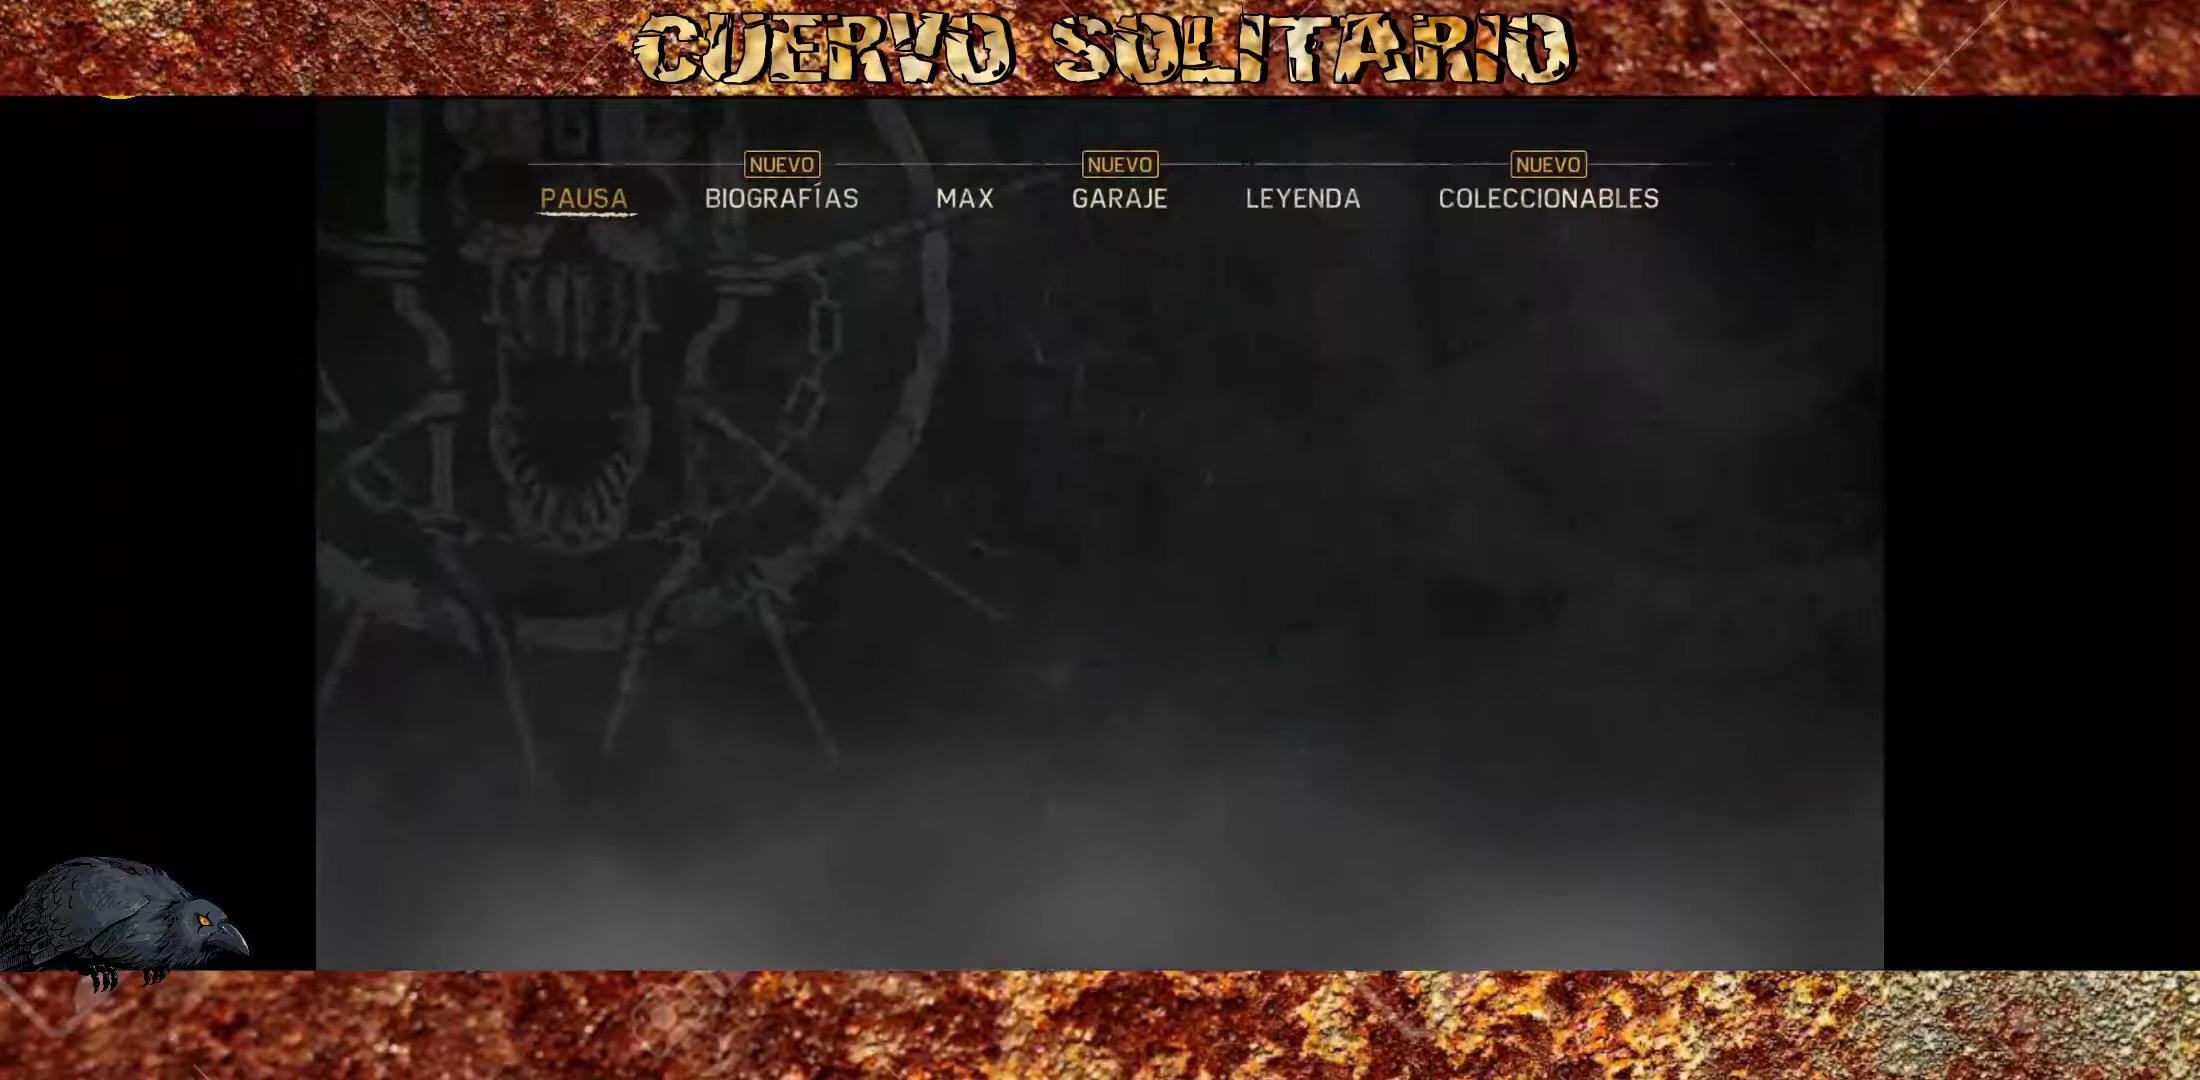 CUERVO SOLITARIO
NUEVO NUEVO NUEVO
PAUSA BIOGRAFÍAS MAX GARAJE LEYENDA COLECCIONABLES